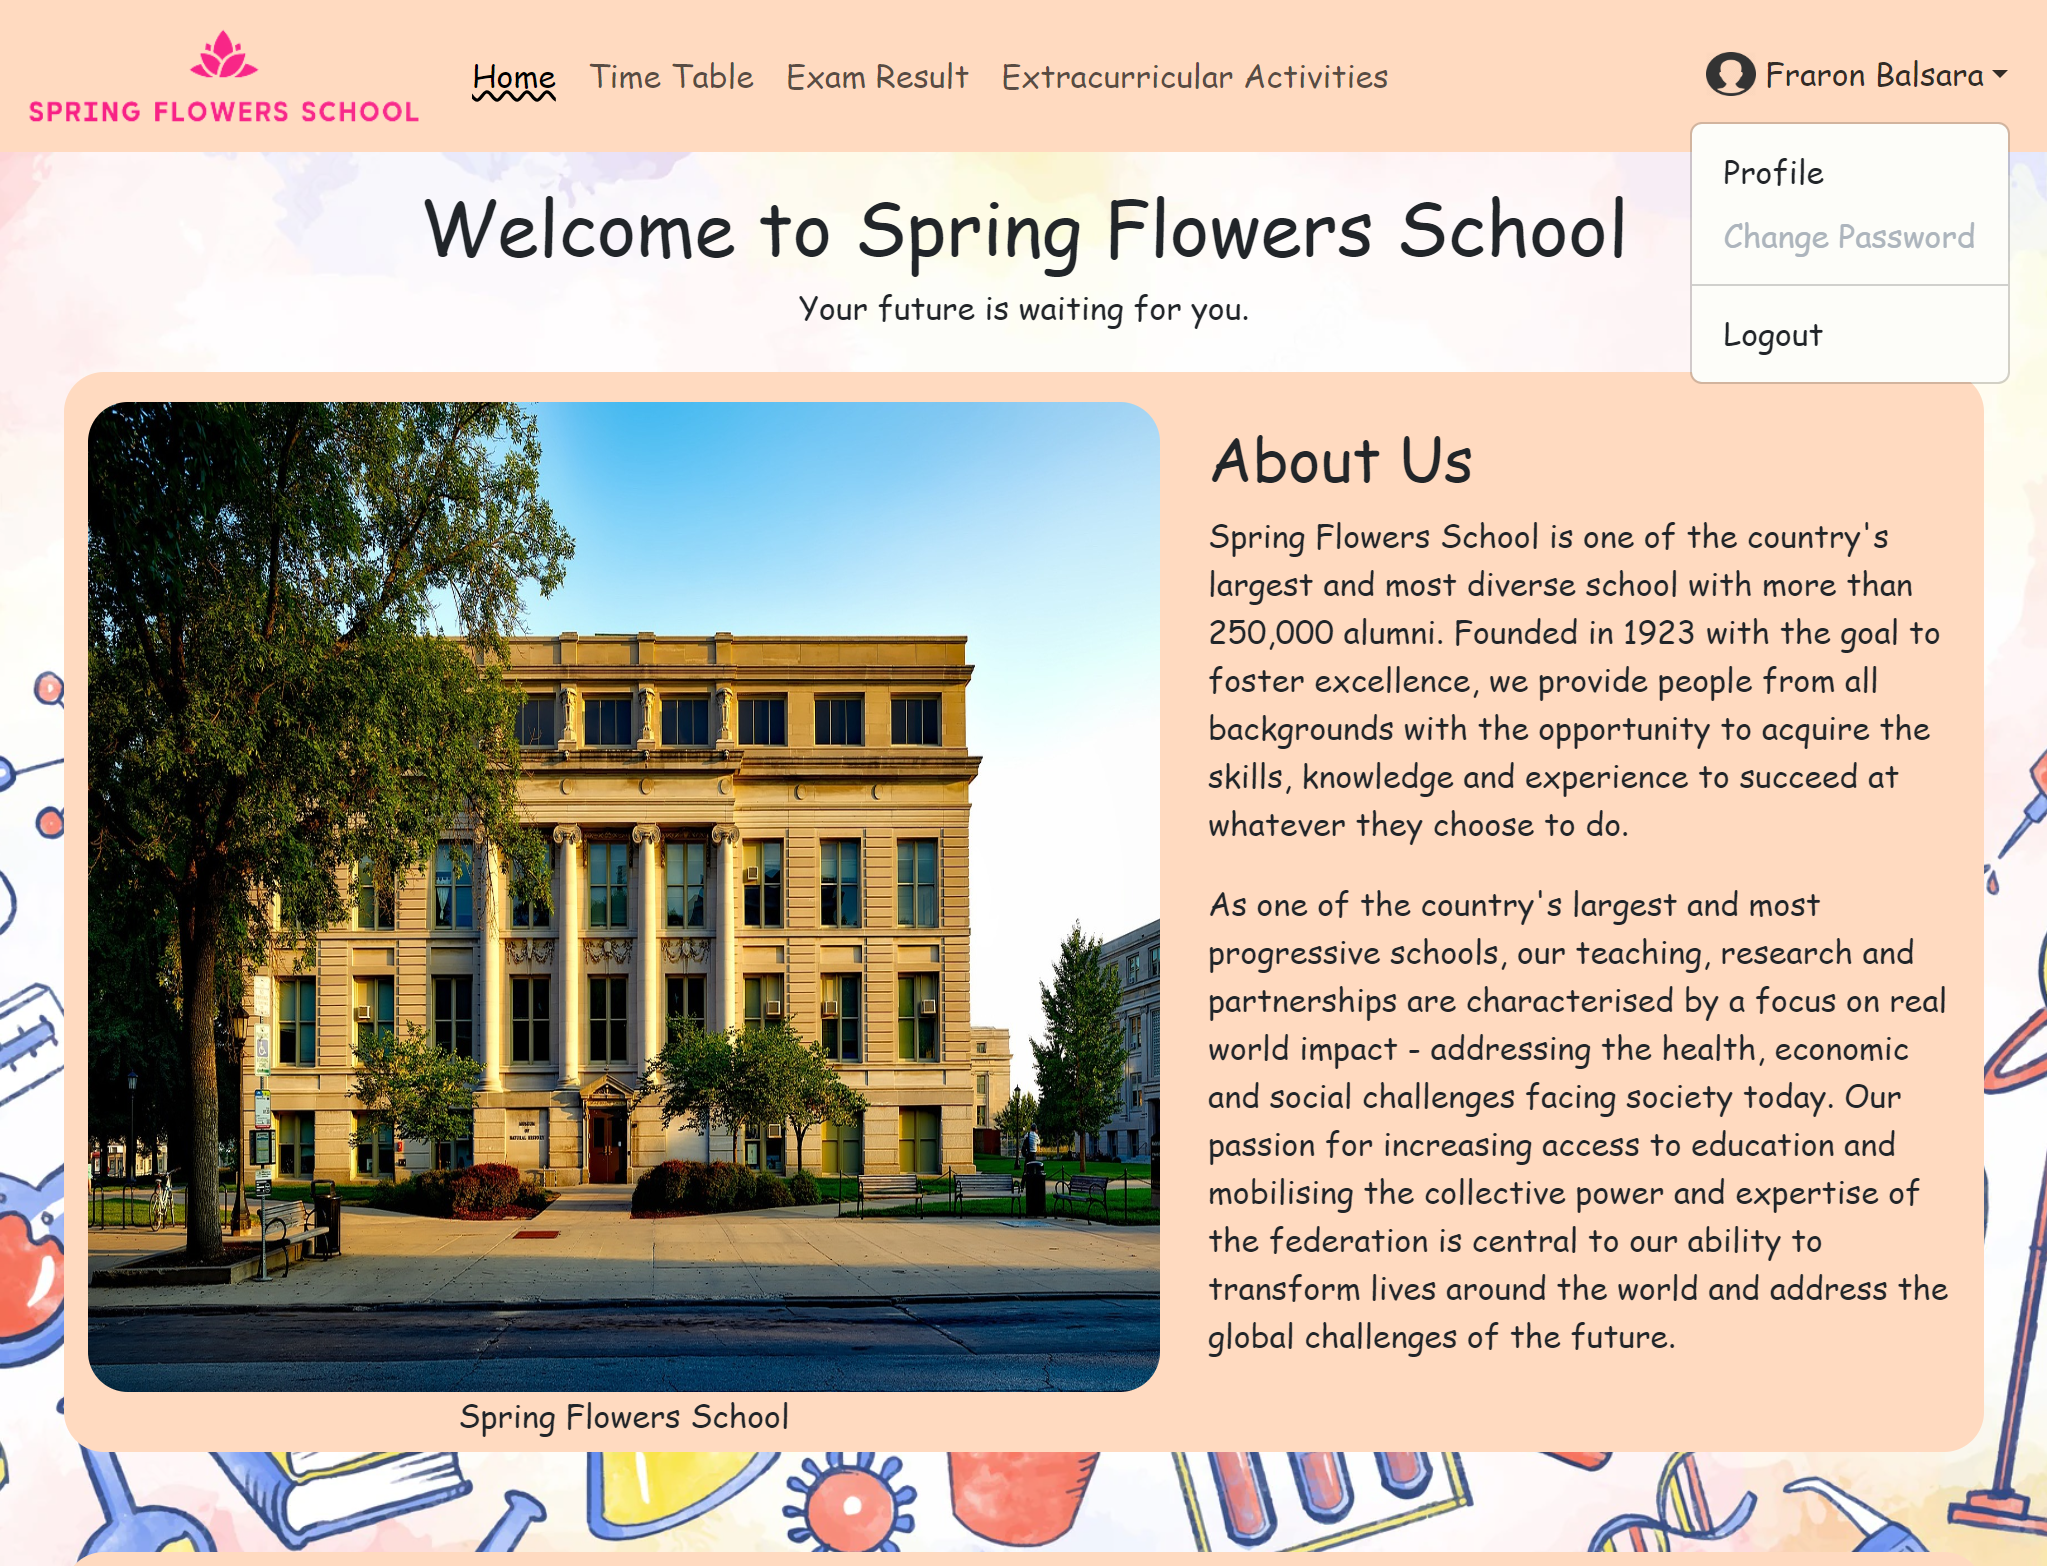 SPRING FLOWERS SCHOOL
Home
Time Table
Exam Result
Extracurricular Activities
Fraron Balsara
Profile
Change Password
Logout
Welcome to Spring Flowers School
Your future is waiting for you.
MUSEUM
OF
NATURAL HISTORY
Spring Flowers School
About Us
Spring Flowers School is one of the country's
largest and most diverse school with more than
250,000 alumni. Founded in 1923 with the goal to
foster excellence, we provide people from all
backgrounds with the opportunity to acquire the
skills, knowledge and experience to succeed at
whatever they choose to do.
As one of the country's largest and most
progressive schools, our teaching, research and
partnerships are characterised by a focus on real
world impact - addressing the health, economic
and social challenges facing society today. Our
passion for increasing access to education and
mobilising the collective power and expertise of
the federation is central to our ability to
transform lives around the world and address the
global challenges of the future.